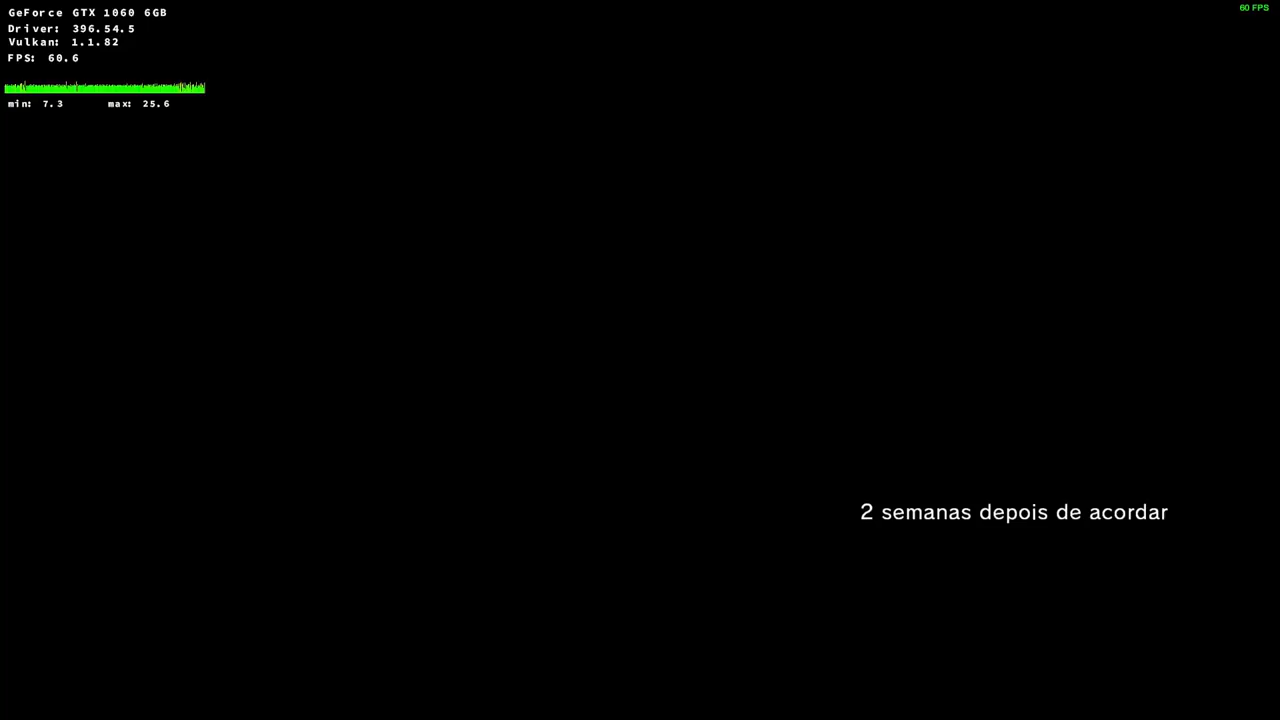 GeForce GTX 1060 6GB
60 FPS
Driver: 396.54.5
Vulkan: 1.1.82
FPS: 60.6
min: 7.3 max: 25.6
2 semanas depois de acordar